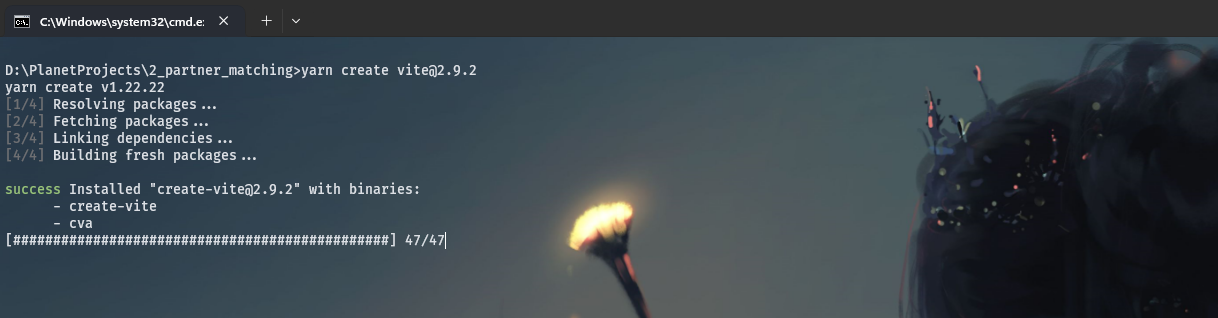 C:\Windows\system32\cmd.e
D:\PlanetProjects\2_partner_matching>yarn create vite@2.9.2
yarn create v1.22.22
[1/4] Resolving packages...
[2/4] Fetching packages...
[3/4] Linking dependencies...
[4/4] Building fresh packages...
success Installed "create-vite@2.9.2" with binaries:
- create-vite
- cva
[###############################################] 47/47